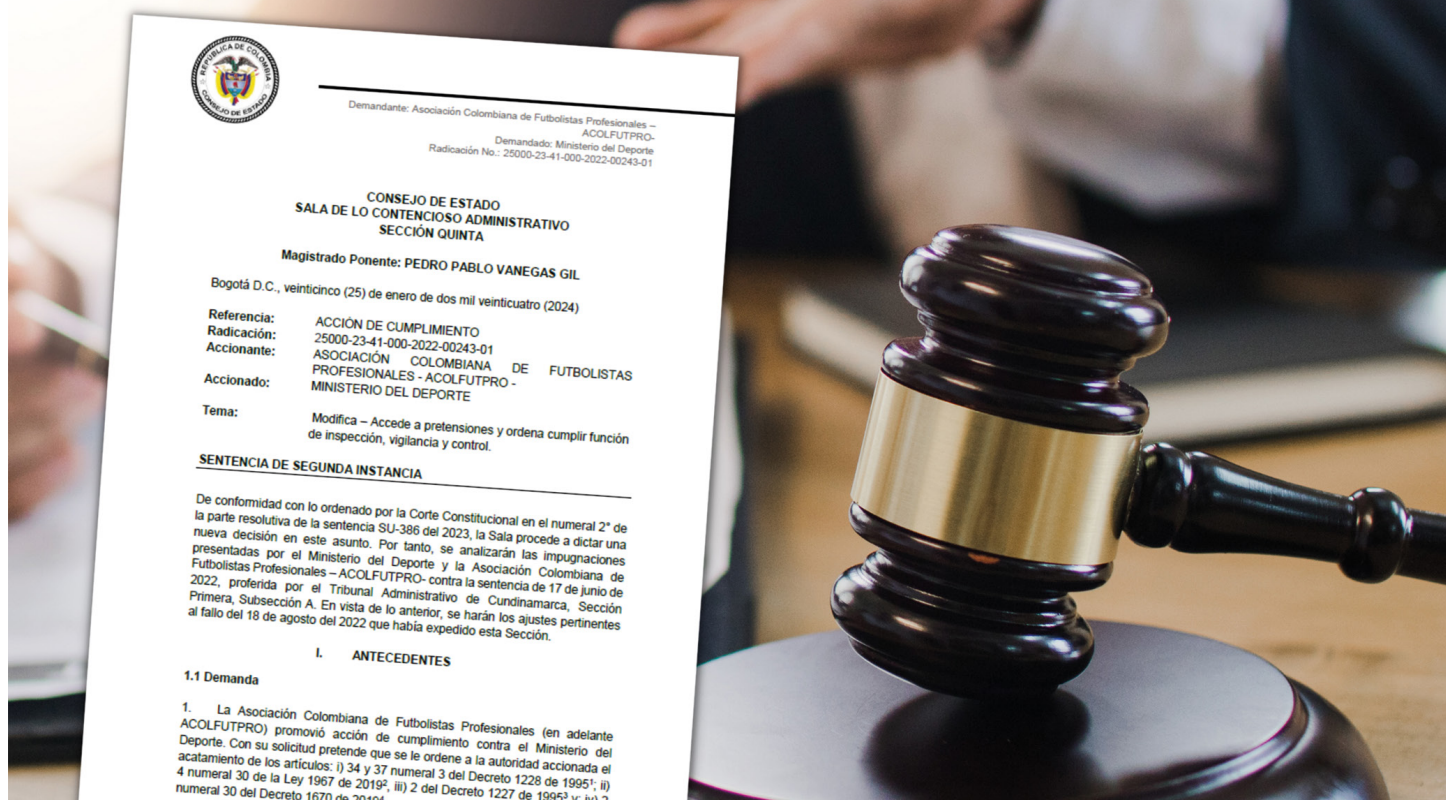 REPÚBLICA DE COLOMBIA
CONSEJO DE ESTADO
Demandante: Asociación Colombiana de Futbolistas Profesionales –
ACOLFUTPRO-
Demandado: Ministerio del Deporte
Radicación No.: 25000-23-41-000-2022-00243-01
CONSEJO DE ESTADO
SALA DE LO CONTENCIOSO ADMINISTRATIVO
SECCIÓN QUINTA
Magistrado Ponente: PEDRO PABLO VANEGAS GIL
Bogotá D.C., veinticinco (25) de enero de dos mil veinticuatro (2024)
Referencia: ACCIÓN DE CUMPLIMIENTO
Radicación: 25000-23-41-000-2022-00243-01
Accionante: ASOCIACIÓN COLOMBIANA DE FUTBOLISTAS
PROFESIONALES - ACOLFUTPRO -
Accionado: MINISTERIO DEL DEPORTE
Tema: Modifica – Accede a pretensiones y ordena cumplir función
de inspección, vigilancia y control.
SENTENCIA DE SEGUNDA INSTANCIA
De conformidad con lo ordenado por la Corte Constitucional en el numeral 2° de
la parte resolutiva de la sentencia SU-386 del 2023, la Sala procede a dictar una
nueva decisión en este asunto. Por tanto, se analizarán las impugnaciones
presentadas por el Ministerio del Deporte y la Asociación Colombiana de
Futbolistas Profesionales – ACOLFUTPRO- contra la sentencia de 17 de junio de
2022, proferida por el Tribunal Administrativo de Cundinamarca, Sección
Primera, Subsección A. En vista de lo anterior, se harán los ajustes pertinentes
al fallo del 18 de agosto del 2022 que había expedido esta Sección.
I. ANTECEDENTES
1.1 Demanda
1. La Asociación Colombiana de Futbolistas Profesionales (en adelante
ACOLFUTPRO) promovió acción de cumplimiento contra el Ministerio del
Deporte. Con su solicitud pretende que se le ordene a la autoridad accionada el
acatamiento de los artículos: i) 34 y 37 numeral 3 del Decreto 1228 de 1995¹; ii)
4 numeral 30 de la Ley 1967 de 2019², iii) 2 del Decreto 1227 de 1995³ y; iv) 2
numeral 30 del Decreto 1670 de 2019⁴